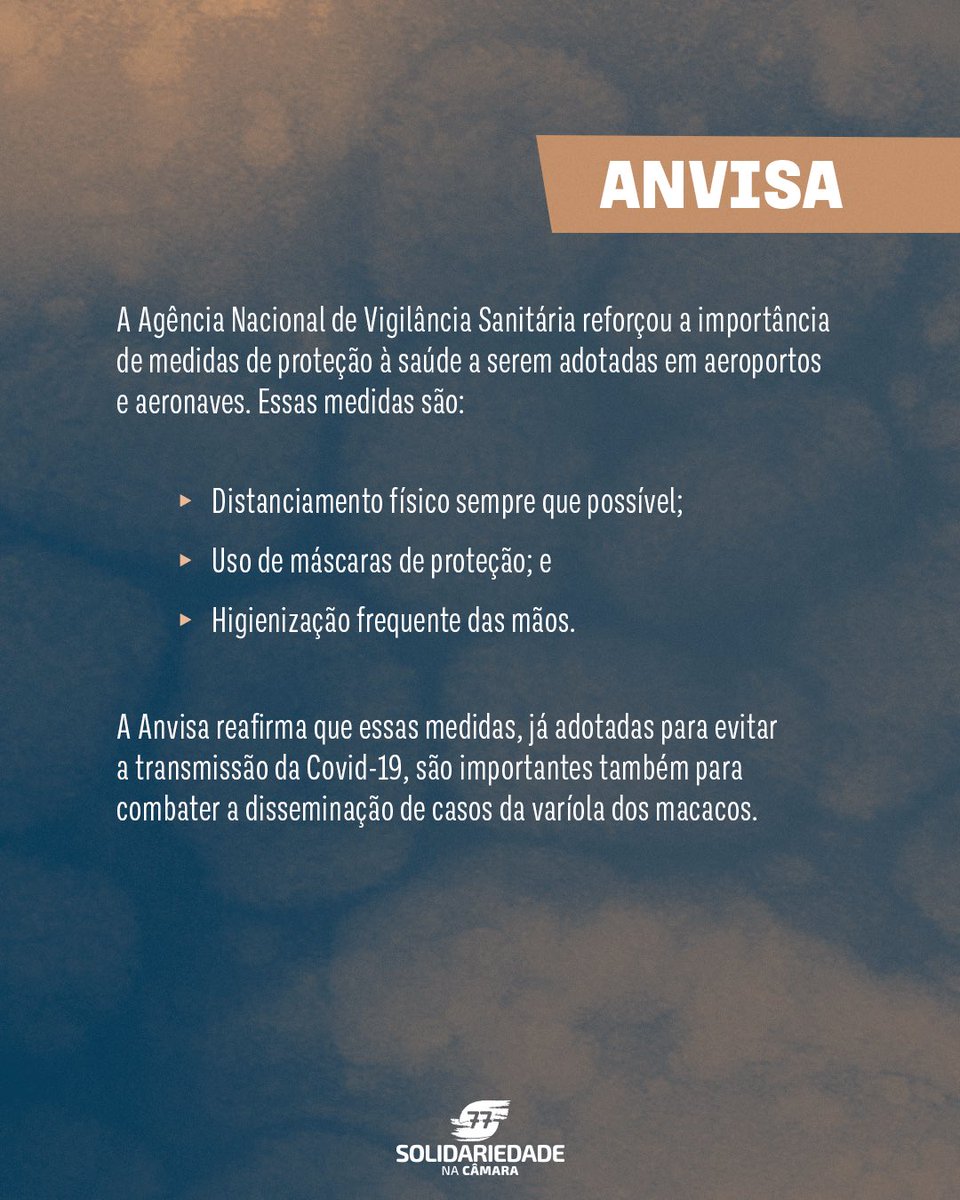 ANVISA
A Agência Nacional de Vigilância Sanitária reforçou a importância
de medidas de proteção à saúde a serem adotadas em aeroportos
e aeronaves. Essas medidas são:
Distanciamento físico sempre que possível;
Uso de máscaras de proteção; e
Higienização frequente das mãos.
A Anvisa reafirma que essas medidas, já adotadas para evitar
a transmissão da Covid-19, são importantes também para
combater a disseminação de casos da varíola dos macacos.
77
SOLIDARIEDADE
NA CÂMARA